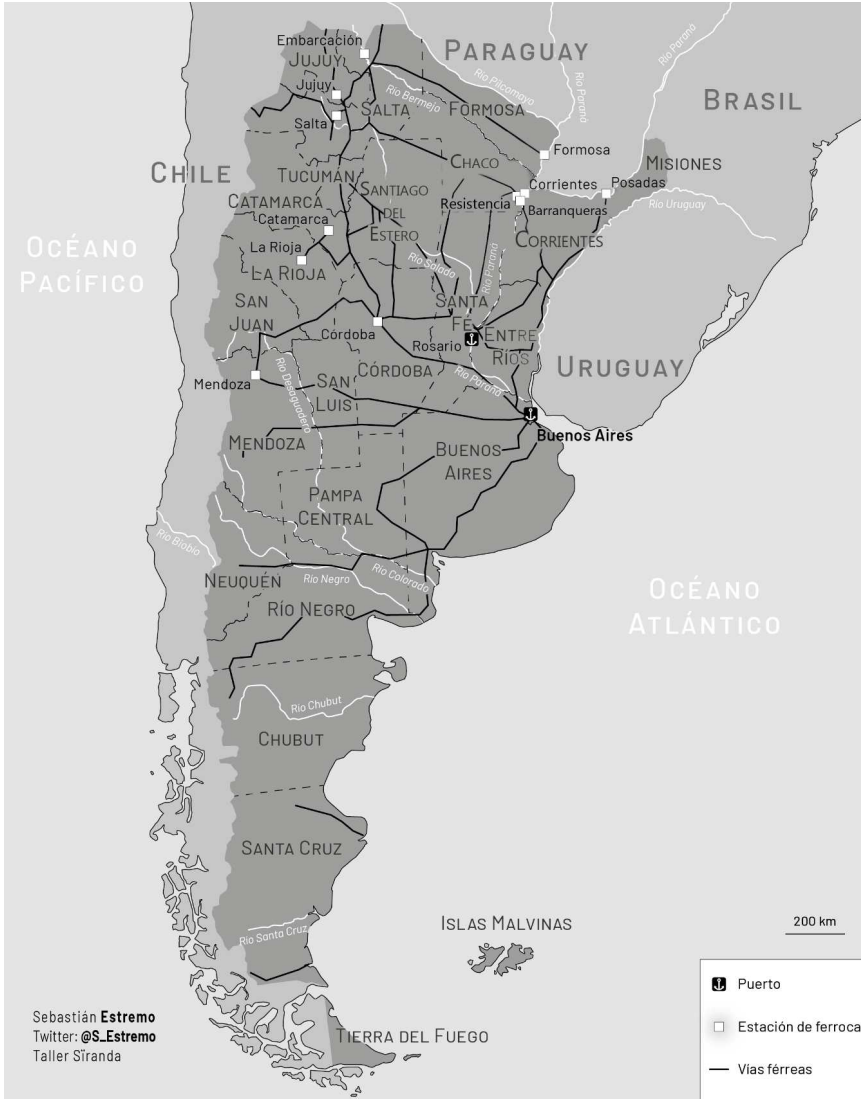 Embarcación
JUJUY
PARAGUAY
Río Pilcomayo
Río Paraná
Río Paraná
BRASIL
Jujuy
Río Bermejo
SALTA
FORMOSA
Salta
CHILE
CHACO
Formosa
MISIONES
TUCUMÁN
SANTIAGO
DEL
ESTERO
Corrientes
Posadas
CATAMARCA
Catamarca
Resistencia
Barranqueras
Río Uruguay
La Rioja
LA RIOJA
CORRIENTES
OCÉANO
PACÍFICO
Río Salado
Río Paraná
SAN
JUAN
SANTA
FÉ
Córdoba
Rosario
ENTRE
RÍOS
Mendoza
Río Desaguadero
CÓRDOBA
Río Paraná
URUGUAY
SAN
LUIS
Buenos Aires
MENDOZA
BUENOS
AIRES
PAMPA
CENTRAL
Río Biobío
NEUQUÉN
Río Negro
Río Colorado
OCÉANO
ATLÁNTICO
RÍO NEGRO
Río Chubut
CHUBUT
SANTA CRUZ
ISLAS MALVINAS
200 km
Río Santa Cruz
Puerto
Estación de ferroca
Vías férreas
Sebastián Estremo
Twitter: @S_Estremo
Taller Sïranda
TIERRA DEL FUEGO